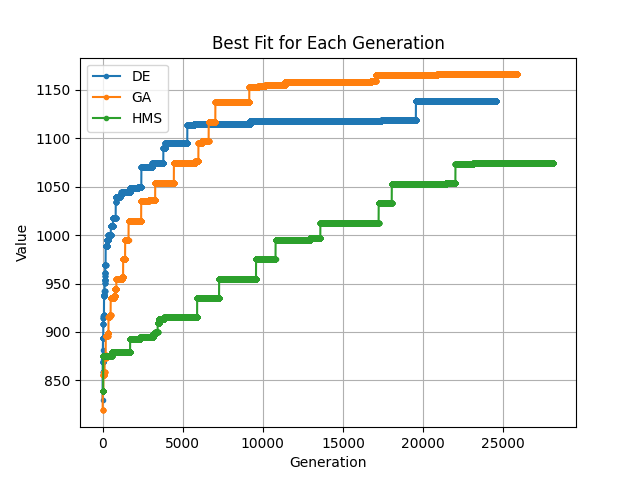 Best Fit for Each Generation
DE
GA
HMS
Value
1150
1100
1050
1000
950
900
850
0 5000 10000 15000 20000 25000
Generation